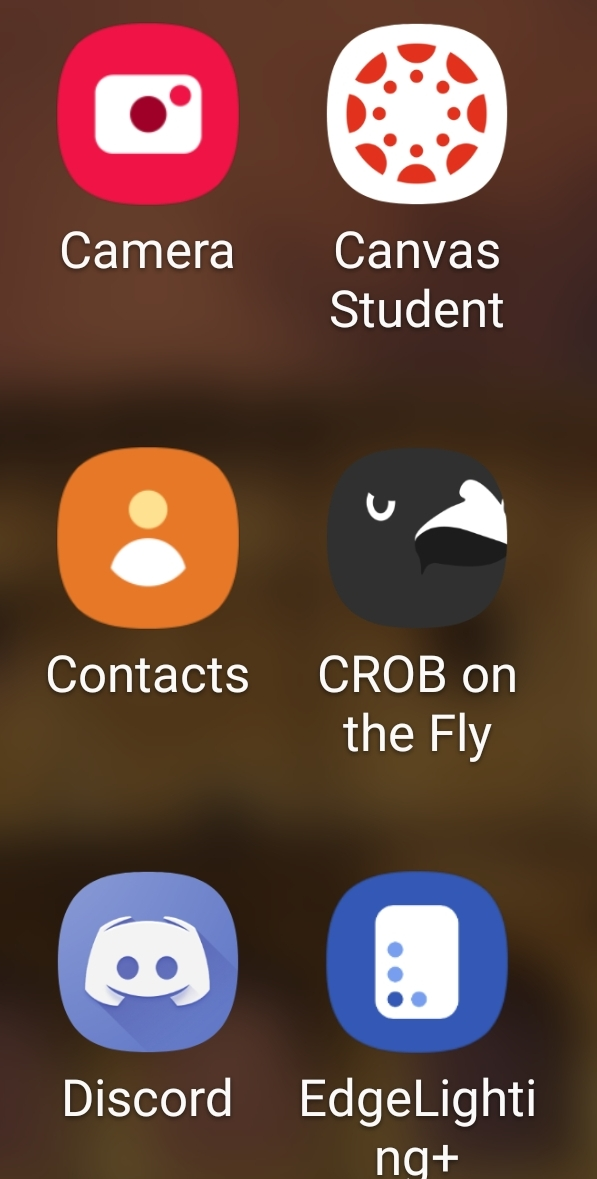 Camera
Canvas
Student
Contacts
CROB on
the Fly
Discord
EdgeLighti
ng+